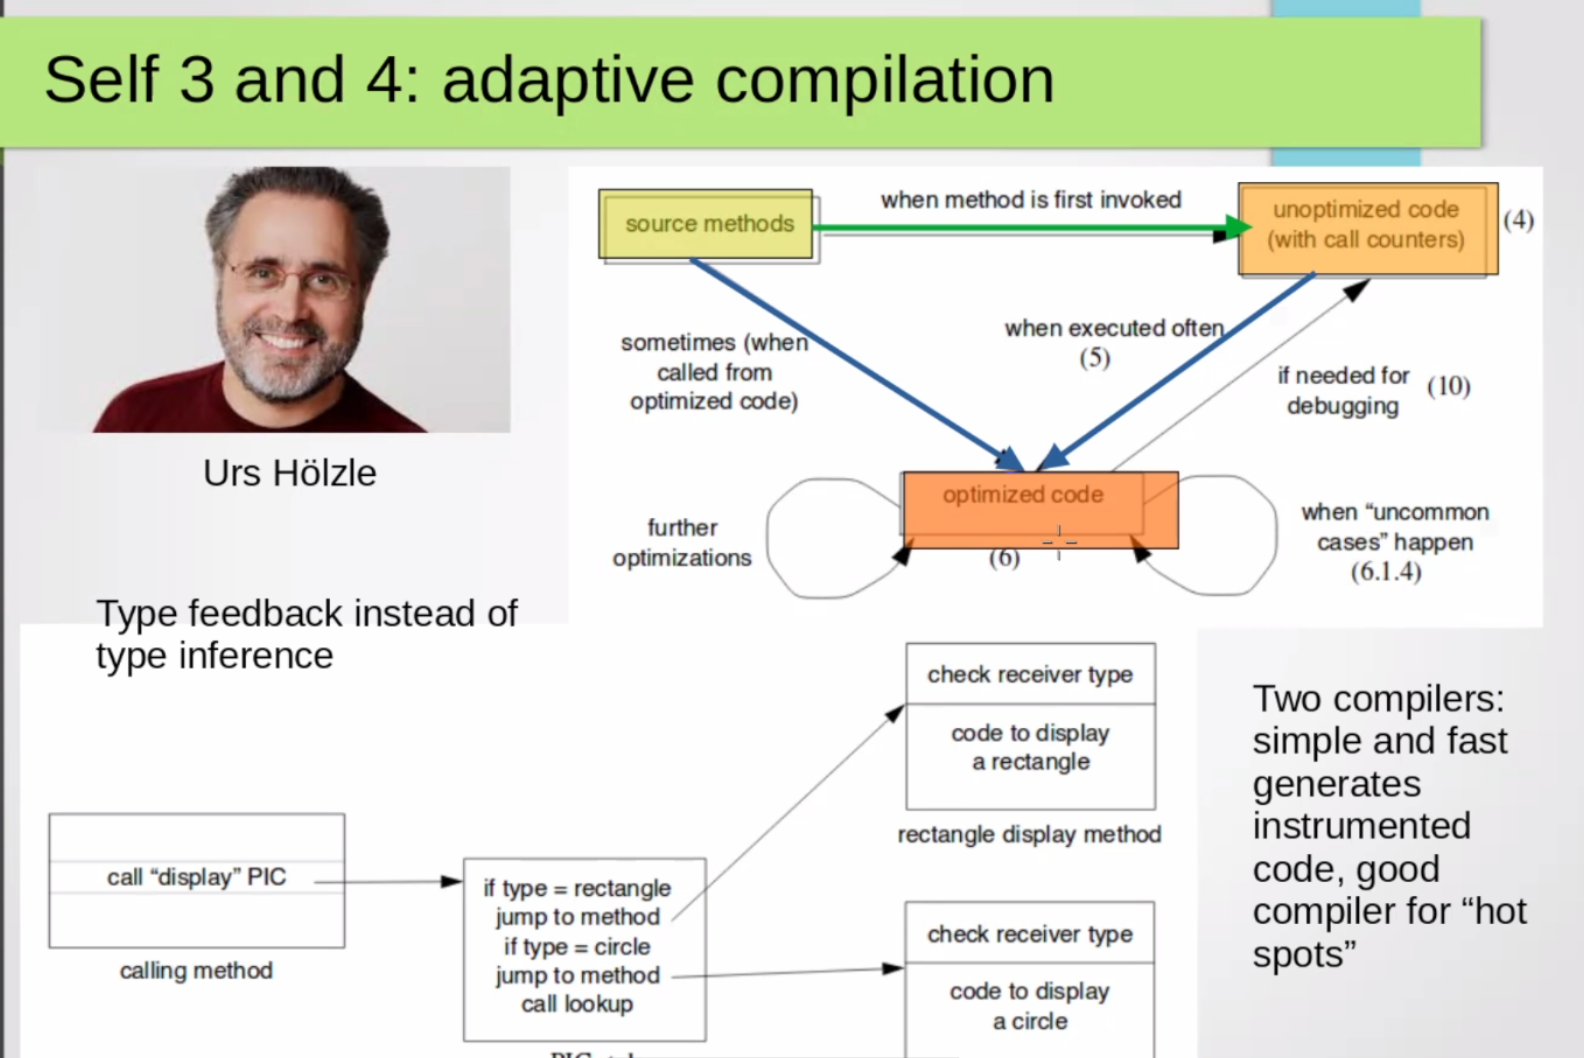 Self 3 and 4: adaptive compilation
source methods
when method is first invoked
unoptimized code
(with call counters)
(4)
sometimes (when
called from
optimized code)
when executed often
(5)
if needed for
debugging
(10)
Urs Hölzle
optimized code
(6)
further
optimizations
when “uncommon
cases” happen
(6.1.4)
Type feedback instead of
type inference
call “display” PIC
calling method
if type = rectangle
jump to method
if type = circle
jump to method
call lookup
check receiver type
code to display
a rectangle
rectangle display method
check receiver type
code to display
a circle
Two compilers:
simple and fast
generates
instrumented
code, good
compiler for “hot
spots”
PIC